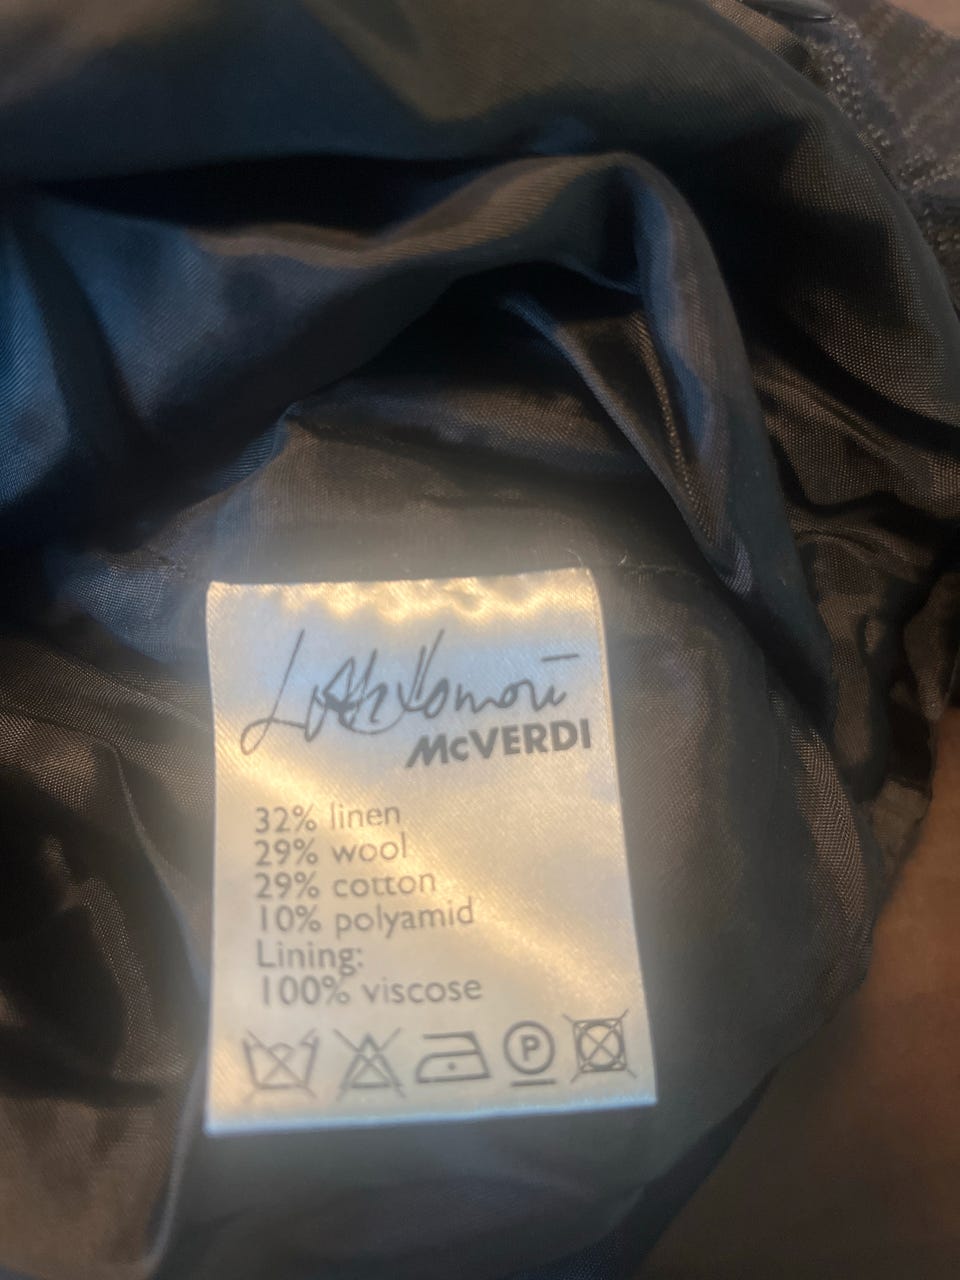 McVERDI
32% linen
29% wool
29% cotton
10% polyamid
Lining:
100% viscose
P